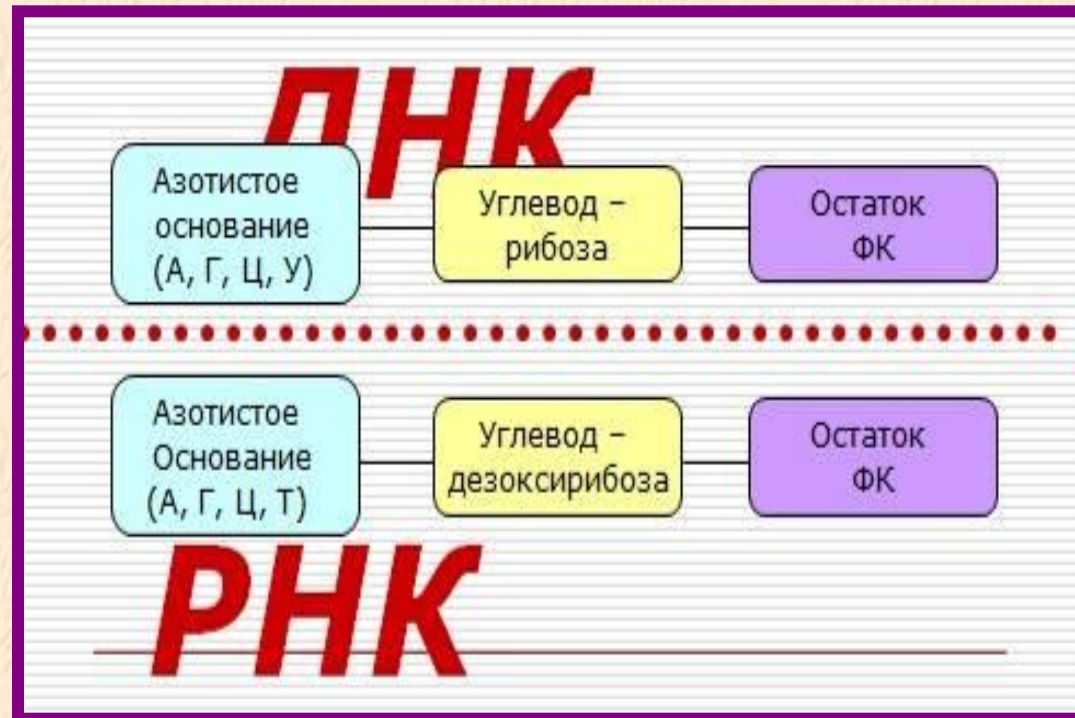 ДНК
Азотистое
основание
(А, Г, Ц, У)
Углевод –
рибоза
Остаток
ФК
Азотистое
Основание
(А, Г, Ц, Т)
Углевод –
дезоксирибоза
Остаток
ФК
РНК